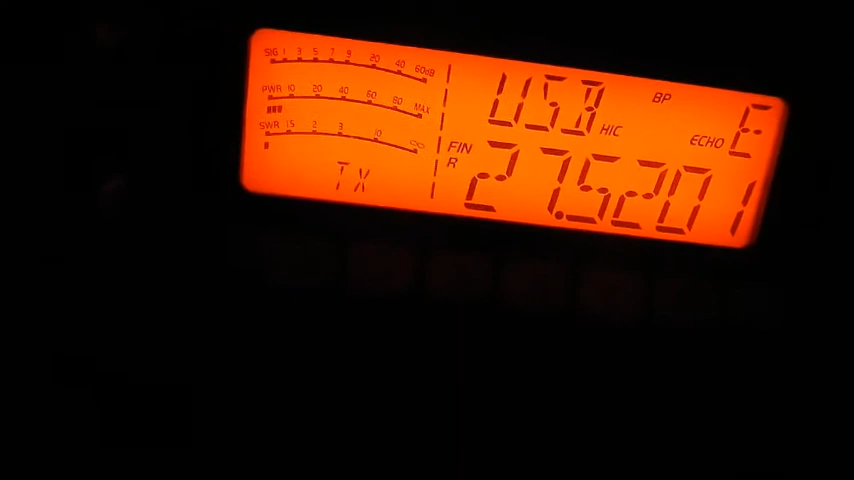 SIG 1 3 5 7 9 20 40 60dB
PWR 10 20 40 60 80 MAX
SWR 1.5 2 3 10 ∞
TX
USB HIC BP ECHO E
FIN R 27.5201